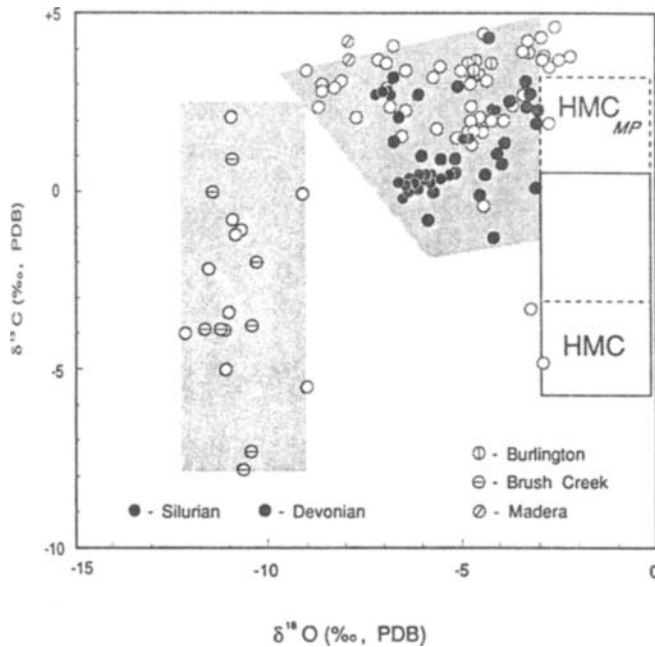 +5
0
-5
-10
δ¹³C (‰, PDB)
HMC MP
HMC
⦶ - Burlington
⊖ - Brush Creek
⊘ - Madera
● - Silurian ● - Devonian
-15 -10 -5 0
δ¹⁸O (‰, PDB)